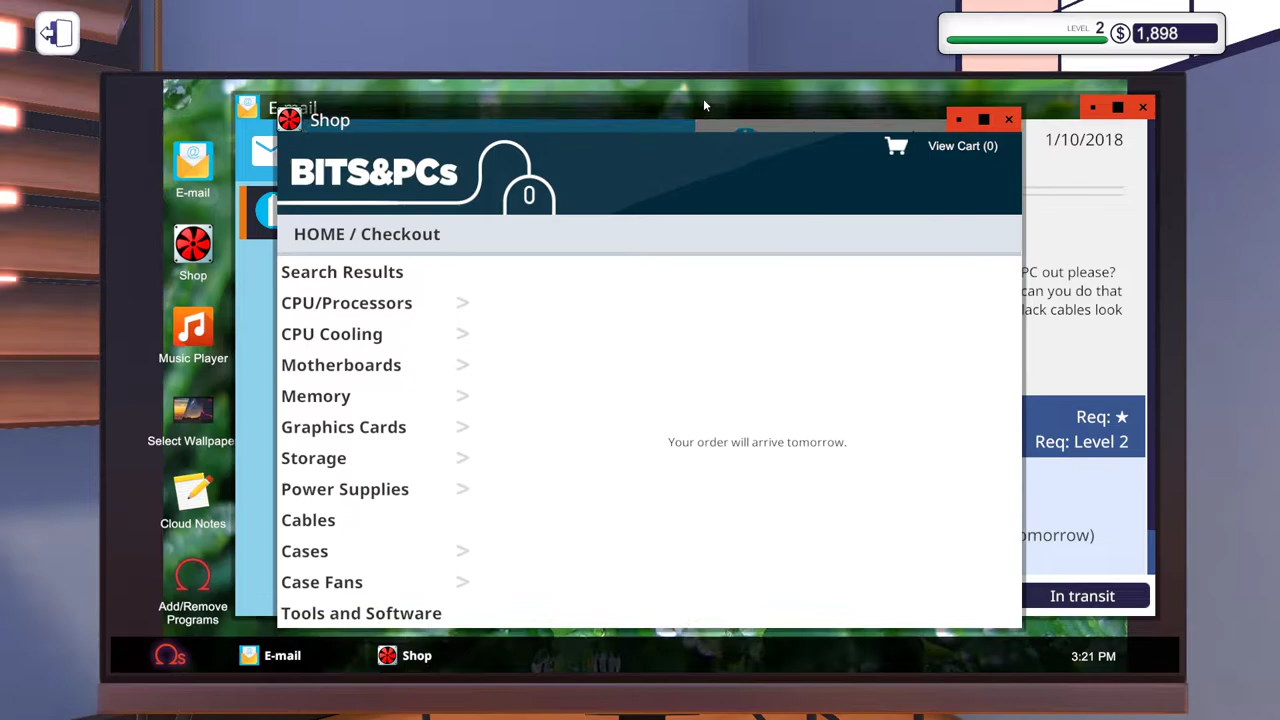 LEVEL 2
$ 1,898
E-mail
Shop
View Cart (0)
1/10/2018
BITS&PCs
HOME / Checkout
E-mail
Shop
Music Player
Select Wallpape
Cloud Notes
Add/Remove
Programs
Search Results
CPU/Processors >
CPU Cooling >
Motherboards >
Memory >
Graphics Cards >
Storage >
Power Supplies >
Cables
Cases >
Case Fans >
Tools and Software
Your order will arrive tomorrow.
PC out please?
can you do that
lack cables look
Req: ★
Req: Level 2
omorrow)
In transit
Ωs
E-mail
Shop
3:21 PM